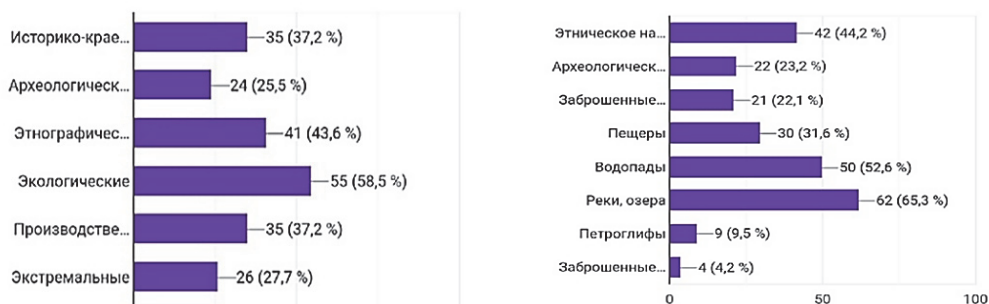 Историко-крае... 35 (37,2 %)
Археологическ... 24 (25,5 %)
Этнографичес... 41 (43,6 %)
Экологические 55 (58,5 %)
Производстве... 35 (37,2 %)
Экстремальные 26 (27,7 %)
Этническое на... 42 (44,2 %)
Археологическ... 22 (23,2 %)
Заброшенные... 21 (22,1 %)
Пещеры 30 (31,6 %)
Водопады 50 (52,6 %)
Реки, озера 62 (65,3 %)
Петроглифы 9 (9,5 %)
Заброшенные... 4 (4,2 %)
0 50 100